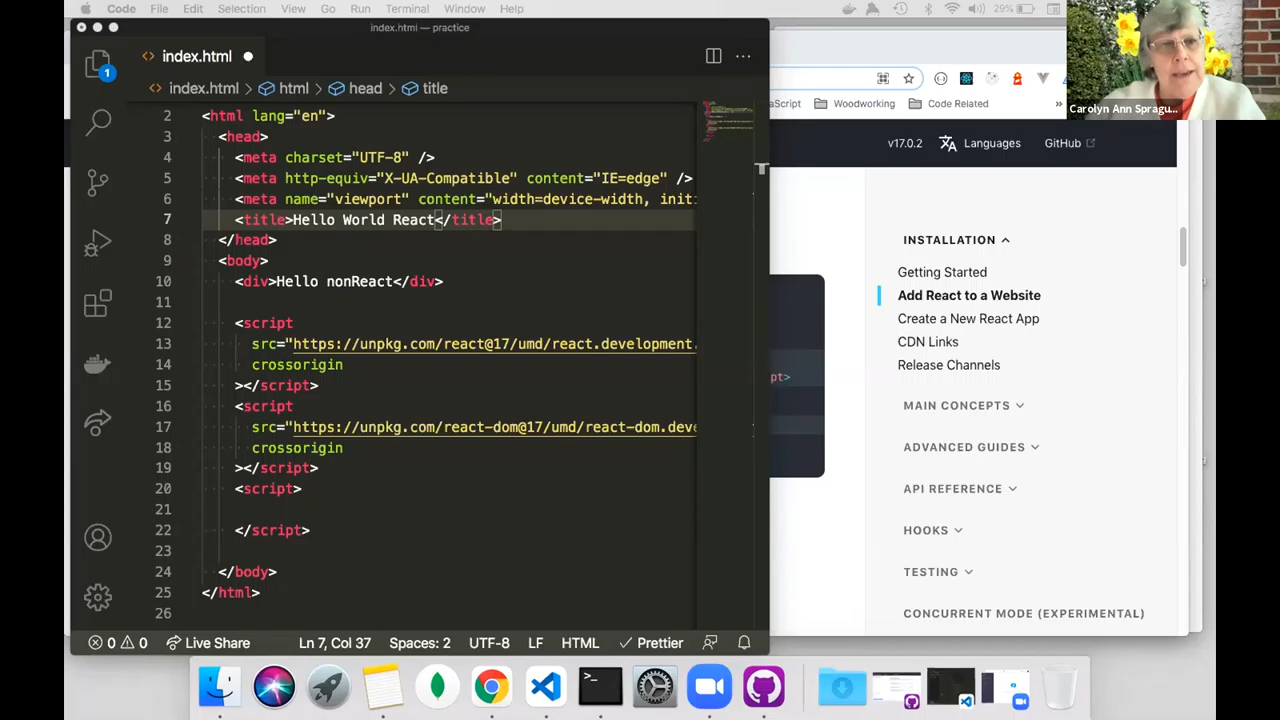 Code File Edit Selection View Go Run Terminal Window Help 29%
index.html — practice
index.html
index.html > html > head > title
1
2 <html lang="en">
3 <head>
4 <meta charset="UTF-8" />
5 <meta http-equiv="X-UA-Compatible" content="IE=edge" />
6 <meta name="viewport" content="width=device-width, init
7 <title>Hello World React</title>
8 </head>
9 <body>
10 <div>Hello nonReact</div>
11
12 <script
13 src="https://unpkg.com/react@17/umd/react.development.
14 crossorigin
15 ></script>
16 <script
17 src="https://unpkg.com/react-dom@17/umd/react-dom.deve
18 crossorigin
19 ></script>
20 <script>
21
22 </script>
23
24 </body>
25 </html>
26
0 0 Live Share Ln 7, Col 37 Spaces: 2 UTF-8 LF HTML Prettier
Carolyn Ann Spragu...
aScript Woodworking Code Related »
v17.0.2 Languages GitHub
pt>
INSTALLATION
Getting Started
Add React to a Website
Create a New React App
CDN Links
Release Channels
MAIN CONCEPTS
ADVANCED GUIDES
API REFERENCE
HOOKS
TESTING
CONCURRENT MODE (EXPERIMENTAL)